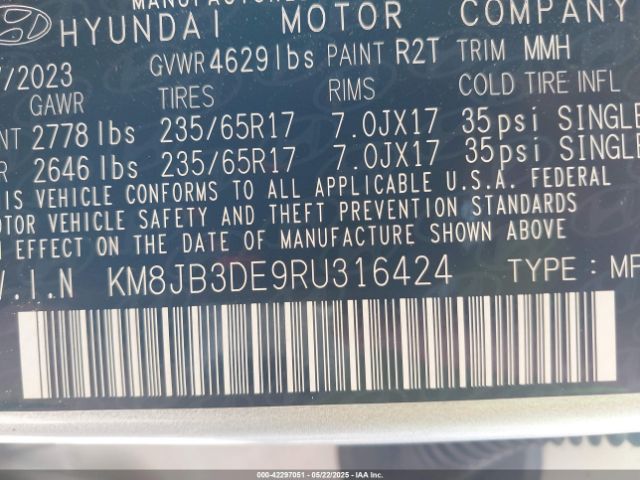 MANUFACTURED
HYUNDAI MOTOR COMPANY
/2023 GVWR 4629 lbs PAINT R2T TRIM MMH
GAWR TIRES RIMS COLD TIRE INFL
NT 2778 lbs 235/65R17 7.0JX17 35psi SINGLE
R 2646 lbs 235/65R17 7.0JX17 35psi SINGLE
IS VEHICLE CONFORMS TO ALL APPLICABLE U.S.A. FEDERAL
OTOR VEHICLE SAFETY AND THEFT PREVENTION STANDARDS
N EFFECT ON THE DATE OF MANUFACTURE SHOWN ABOVE
V.I.N KM8JB3DE9RU316424 TYPE : MF
000-42297051 - 05/22/2025 - IAAI Corporate